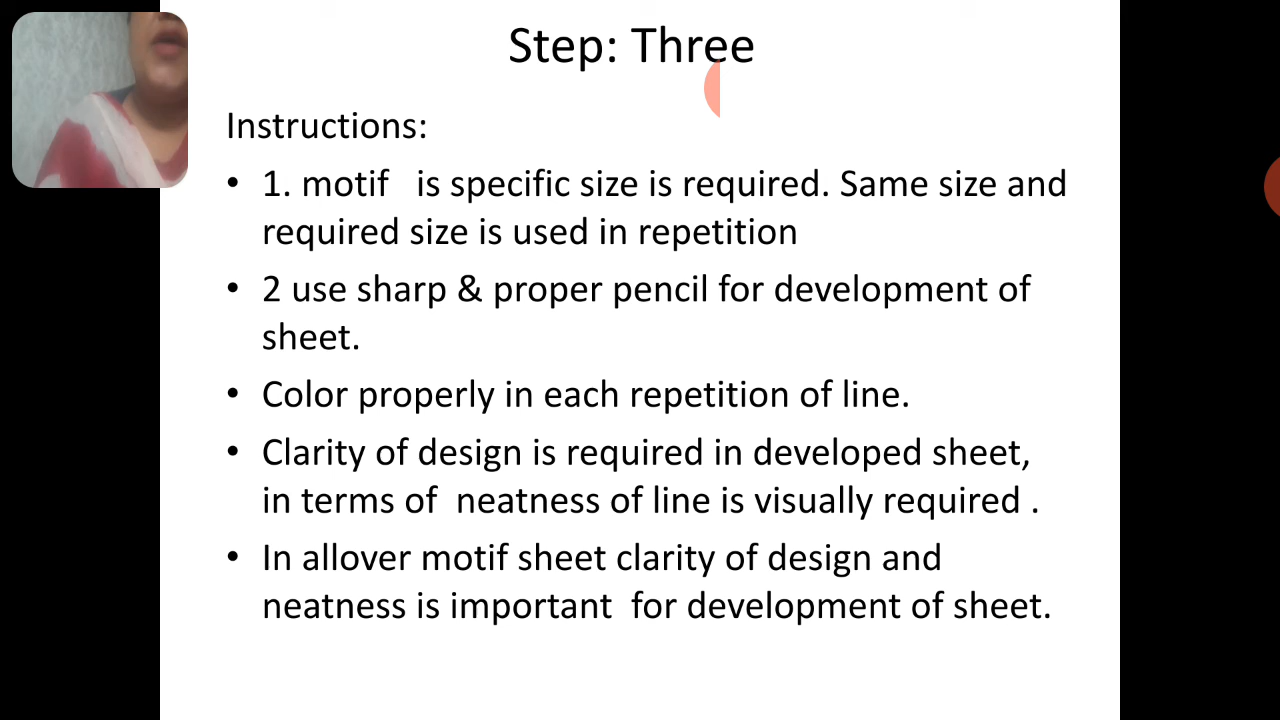 Step: Three
Instructions:
• 1. motif   is specific size is required. Same size and
required size is used in repetition
• 2 use sharp & proper pencil for development of
sheet.
• Color properly in each repetition of line.
• Clarity of design is required in developed sheet,
in terms of  neatness of line is visually required .
• In allover motif sheet clarity of design and
neatness is important  for development of sheet.